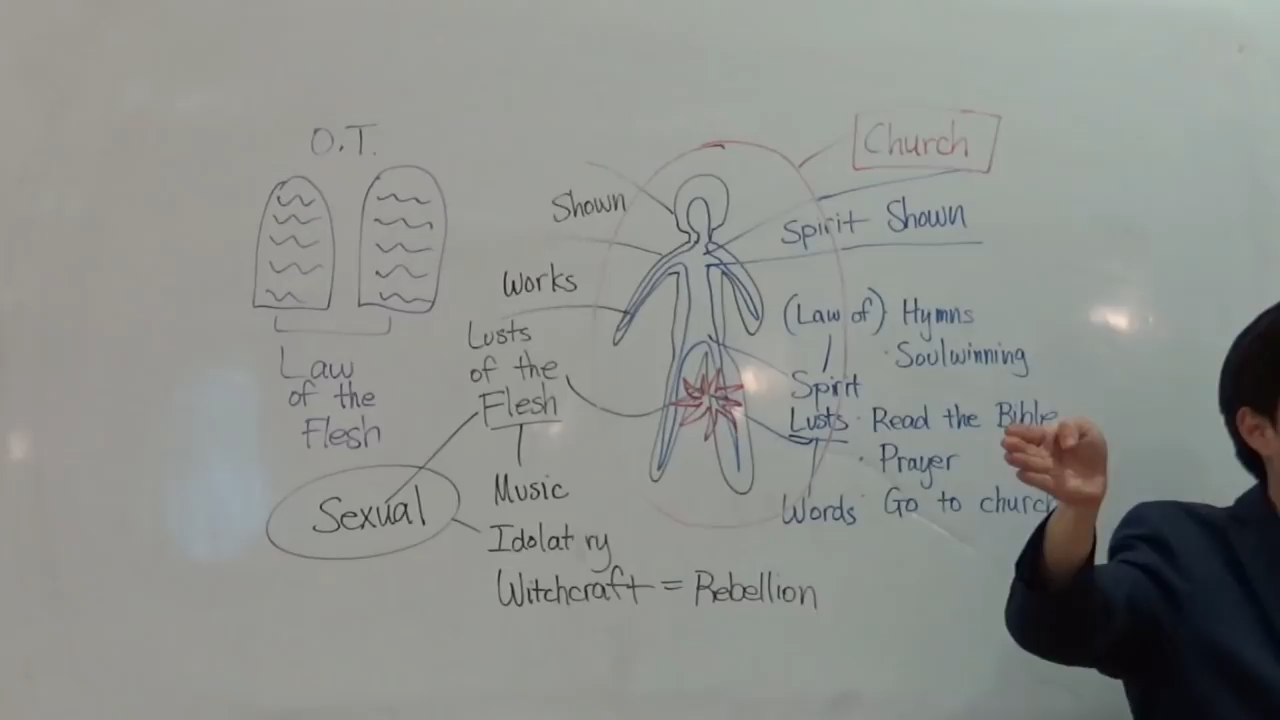 O.T.
Law
of the
Flesh
Shown
Works
Lusts
of the
Flesh
Sexual
Music
Idolatry
Witchcraft = Rebellion
Church
Spirit Shown
(Law of) Hymns
· Soulwinning
Spirit
Lusts · Read the Bible
· Prayer
Words · Go to church